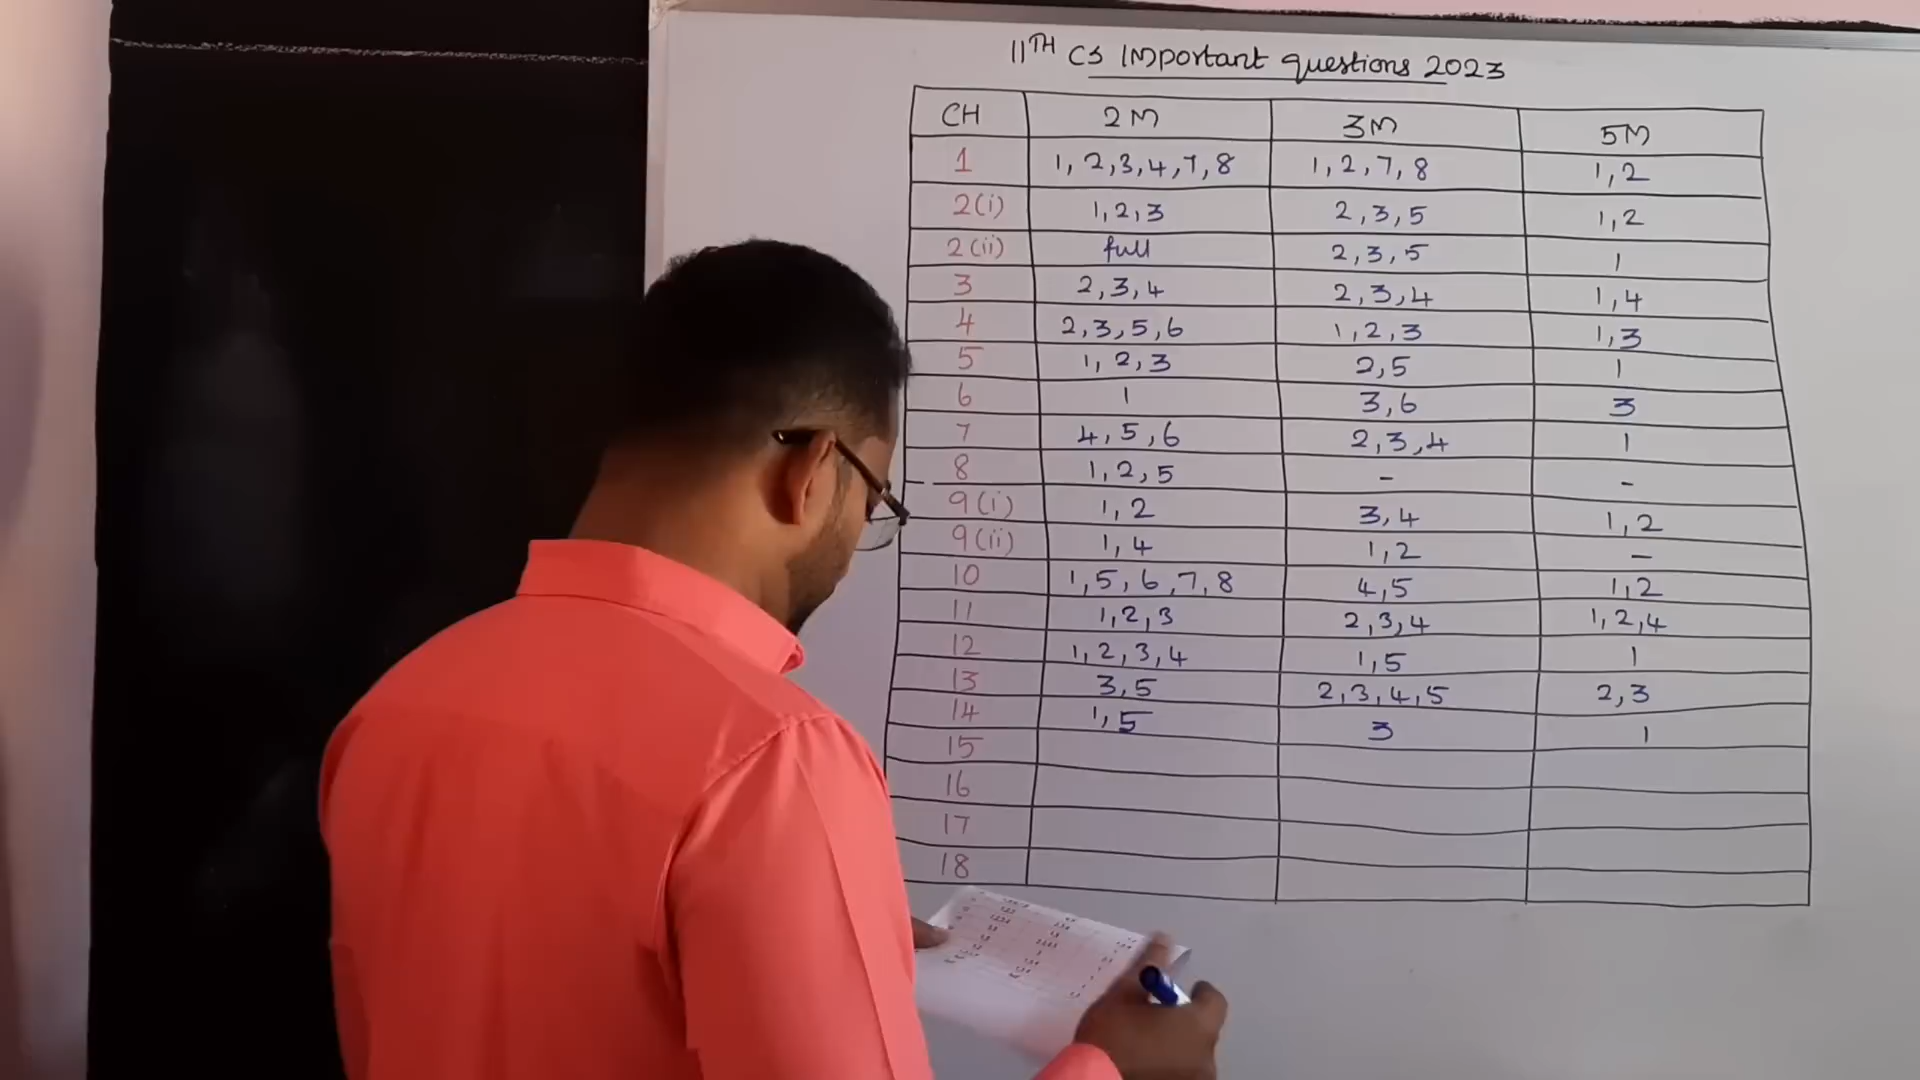 11TH CS Important questions 2023
CH 2M 3M 5M
1 1,2,3,4,7,8 1,2,7,8 1,2
2(i) 1,2,3 2,3,5 1,2
2(ii) full 2,3,5 1
3 2,3,4 2,3,4 1,4
4 2,3,5,6 1,2,3 1,3
5 1,2,3 2,5 1
6 1 3,6 3
7 4,5,6 2,3,4 1
8 1,2,5 - -
9(i) 1,2 3,4 1,2
9(ii) 1,4 1,2 -
10 1,5,6,7,8 4,5 1,2
11 1,2,3 2,3,4 1,2,4
12 1,2,3,4 1,5 1
13 3,5 2,3,4,5 2,3
14 1,5 3 1
15
16
17
18